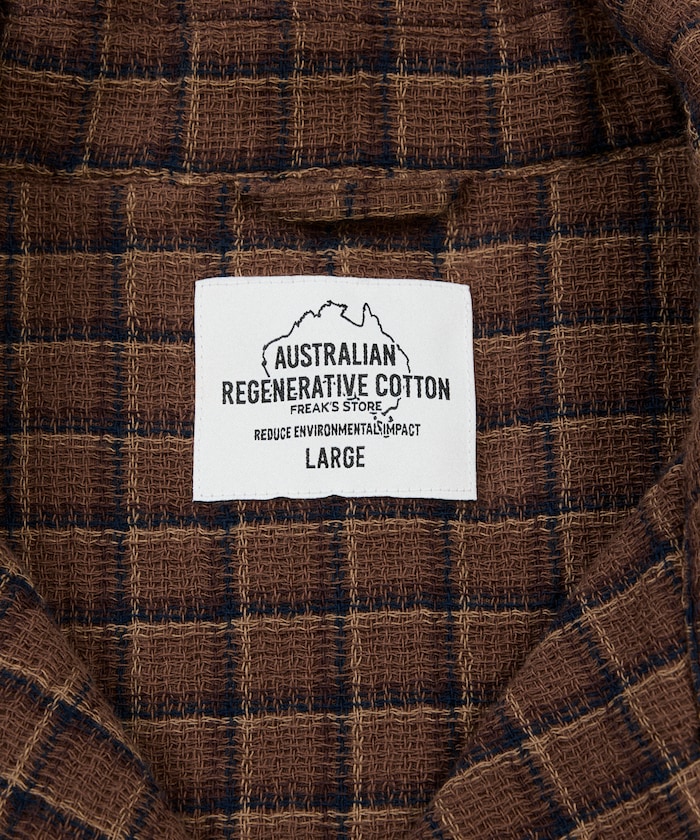 AUSTRALIAN
REGENERATIVE COTTON
FREAK'S STORE
REDUCE ENVIRONMENTAL IMPACT
LARGE